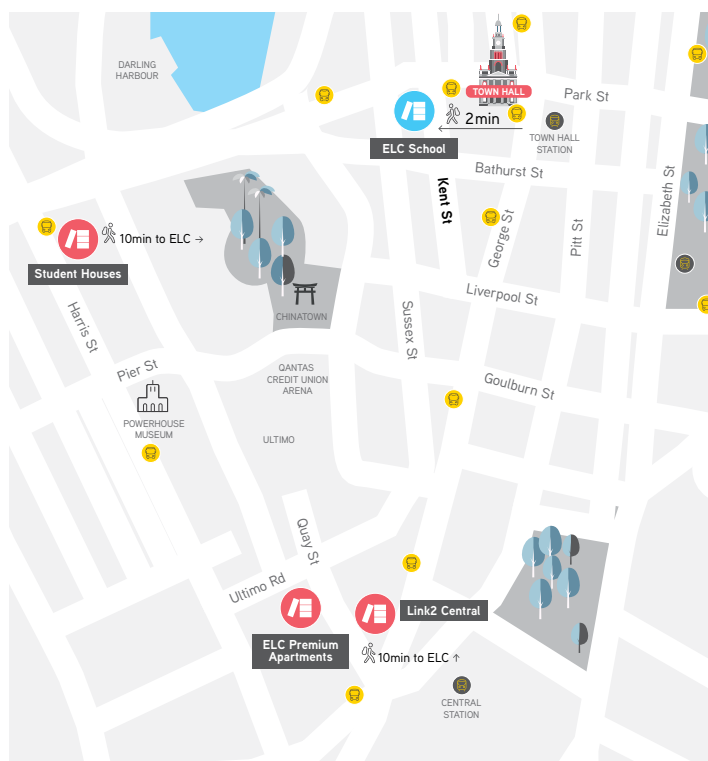 DARLING
HARBOUR
TOWN HALL
Park St
2min
TOWN HALL
STATION
ELC School
Bathurst St
Elizabeth St
Kent St
George St
Pitt St
10min to ELC →
Student Houses
Liverpool St
CHINATOWN
Harris St
Sussex St
Pier St
QANTAS
CREDIT UNION
ARENA
Goulburn St
POWERHOUSE
MUSEUM
ULTIMO
Quay St
Ultimo Rd
Link2 Central
ELC Premium
Apartments
10min to ELC ↑
CENTRAL
STATION